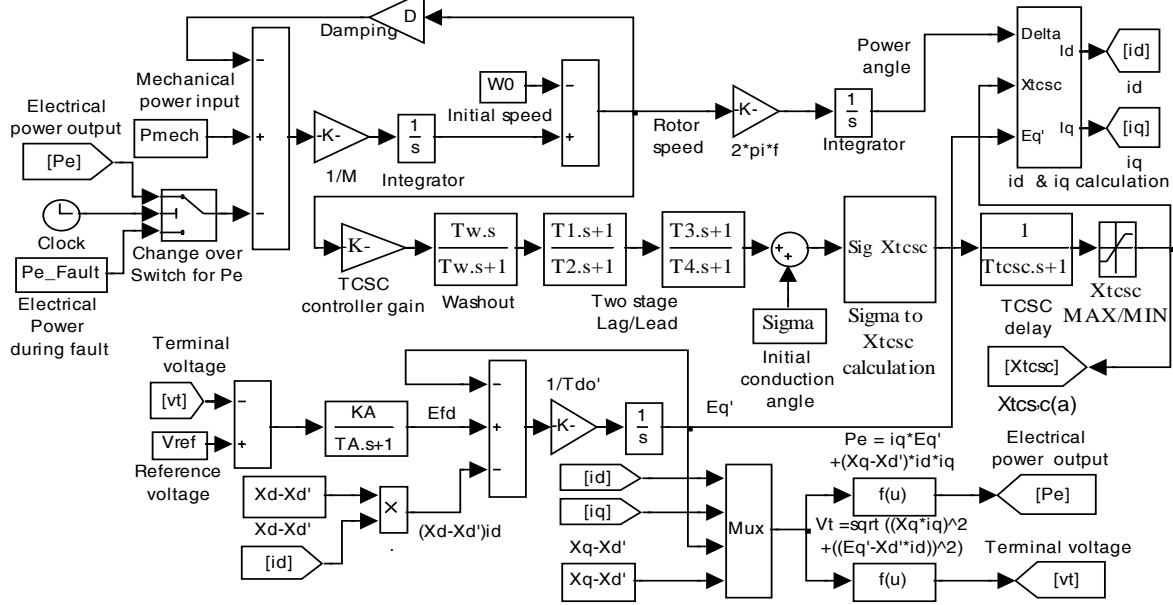 D
Damping
Mechanical
power input
Electrical
power output
Pmech
[Pe]
Clock
Change over
Switch for Pe
Pe_Fault
Electrical
Power
during fault
-K-
1/M
1
s
Integrator
W0
Initial speed
Rotor
speed
-K-
2*pi*f
1
s
Integrator
Power
angle
Delta
Xtcsc
Eq'
Id
Iq
[id]
id
[iq]
iq
id & iq calculation
K-
TCSC
controller gain
Tw.s
Tw.s+1
Washout
T1.s+1
T2.s+1
T3.s+1
T4.s+1
Two stage
Lag/Lead
Sigma
Initial
conduction
angle
Sig Xtcsc
Sigma to
Xtcsc
calculation
1
Ttcsc.s+1
TCSC
delay
Xtcsc
MAX/MIN
[Xtcsc]
Xtcsc(a)
Terminal
voltage
[vt]
Vref
Reference
voltage
KA
TA.s+1
Efd
Xd-Xd'
Xd-Xd'
[id]
(Xd-Xd')id
1/Tdo'
-K-
1
s
Eq'
[id]
[iq]
Xq-Xd'
Xq-Xd'
Mux
Pe = iq*Eq'
+(Xq-Xd')*id*iq
f(u)
Electrical
power output
[Pe]
Vt =sqrt ((Xq*iq)^2
+((Eq'-Xd'*id))^2)
f(u)
Terminal voltage
[vt]